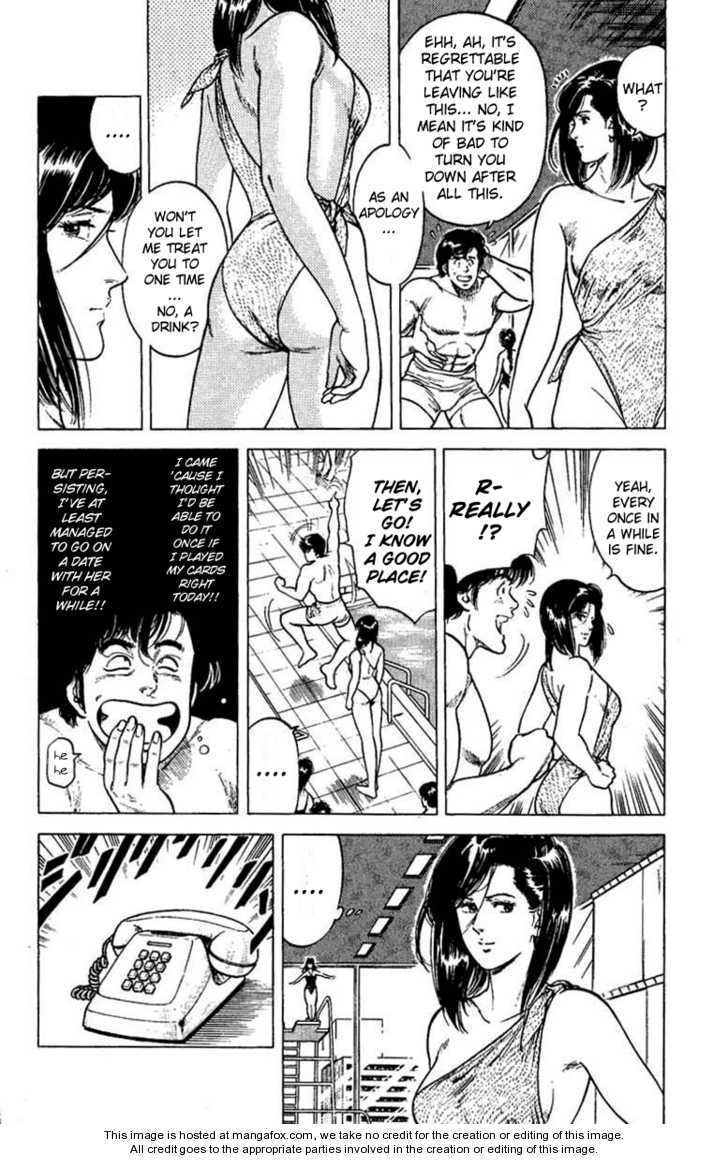 WHAT
?
EHH, AH, IT'S
REGRETTABLE
THAT YOU'RE
LEAVING LIKE
THIS... NO, I
MEAN IT'S KIND
OF BAD TO
TURN YOU
DOWN AFTER
ALL THIS.
AS AN
APOLOGY
...
WON'T
YOU LET
ME TREAT
YOU TO
ONE TIME
...
NO, A
DRINK?
....
YEAH,
EVERY
ONCE IN
A WHILE
IS FINE.
R-
REALLY
!?
THEN,
LET'S
GO!
I KNOW
A GOOD
PLACE!
....
I CAME
'CAUSE I
THOUGHT
I'D BE
ABLE TO
DO IT
ONCE IF
I PLAYED
MY CARDS
RIGHT
TODAY!!
BUT PER-
SISTING,
I'VE AT
LEAST
MANAGED
TO GO ON
A DATE
WITH HER
FOR A
WHILE!!
he
he
....
...
This image is hosted at mangafox.com, we take no credit for the creation or editing of this image.
All credit goes to the appropriate parties involved in the creation or editing of this image.